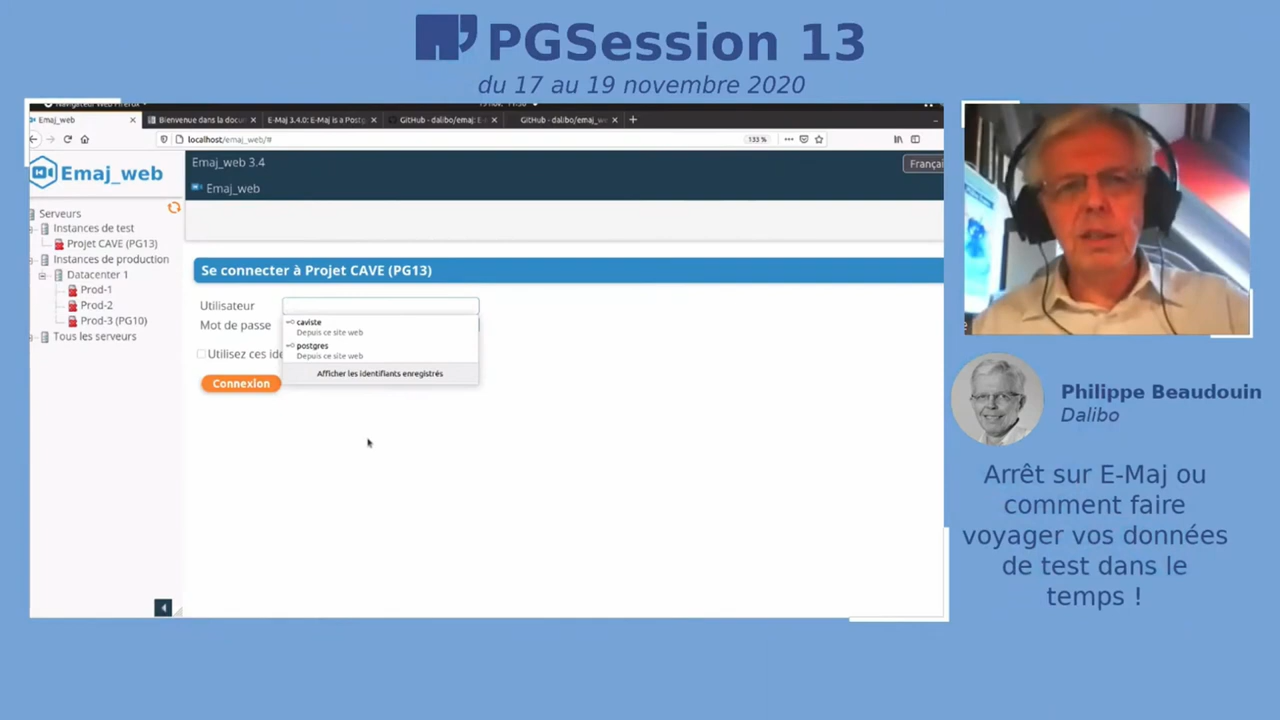 PGSession 13
du 17 au 19 novembre 2020
Navigateur Web Firefox
Emaj_web
Bienvenue dans la docu
E-Maj 3.4.0: E-Maj is a Postg
GitHub - dalibo/emaj: E-
GitHub - dalibo/emaj_we
localhost/emaj_web/#
133 %
Emaj_web
Emaj_web 3.4
Françai
Emaj_web
Serveurs
Instances de test
Projet CAVE (PG13)
Instances de production
Datacenter 1
Prod-1
Prod-2
Prod-3 (PG10)
Tous les serveurs
Se connecter à Projet CAVE (PG13)
Utilisateur
Mot de passe
caviste
Depuis ce site web
postgres
Depuis ce site web
Utilisez ces ide
Afficher les identifiants enregistrés
Connexion
Philippe Beaudouin
Dalibo
Arrêt sur E-Maj ou
comment faire
voyager vos données
de test dans le
temps !